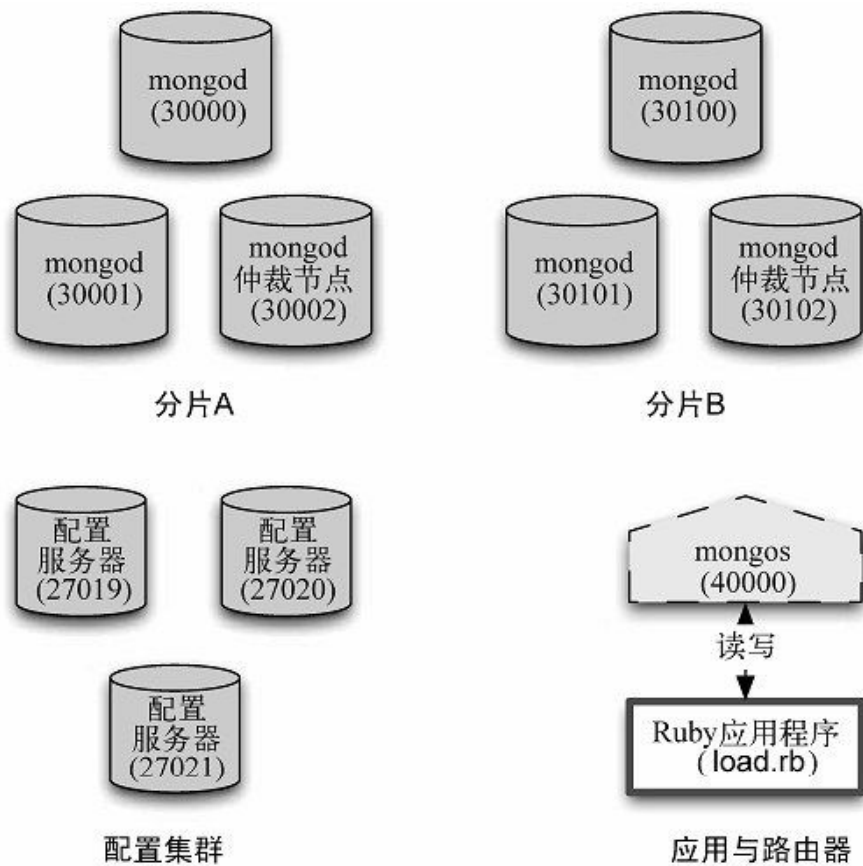 mongod
(30000)
mongod
(30001)
mongod
仲裁节点
(30002)
分片A
mongod
(30100)
mongod
(30101)
mongod
仲裁节点
(30102)
分片B
配置
服务器
(27019)
配置
服务器
(27020)
配置
服务器
(27021)
配置集群
mongos
(40000)
读写
Ruby应用程序
(load.rb)
应用与路由器